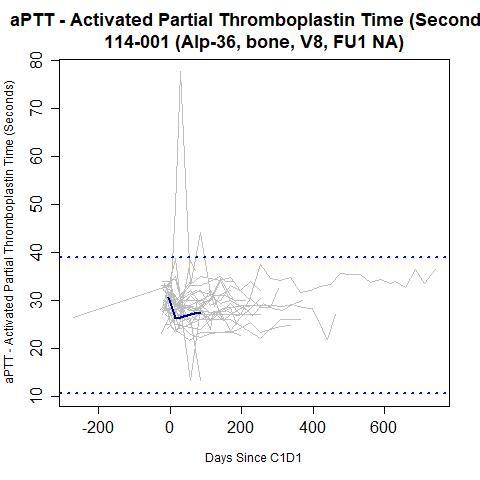 aPTT - Activated Partial Thromboplastin Time (Second
114-001 (Alp-36, bone, V8, FU1 NA)
aPTT - Activated Partial Thromboplastin Time (Seconds)
80
70
60
50
40
30
20
10
-200 0 200 400 600
Days Since C1D1